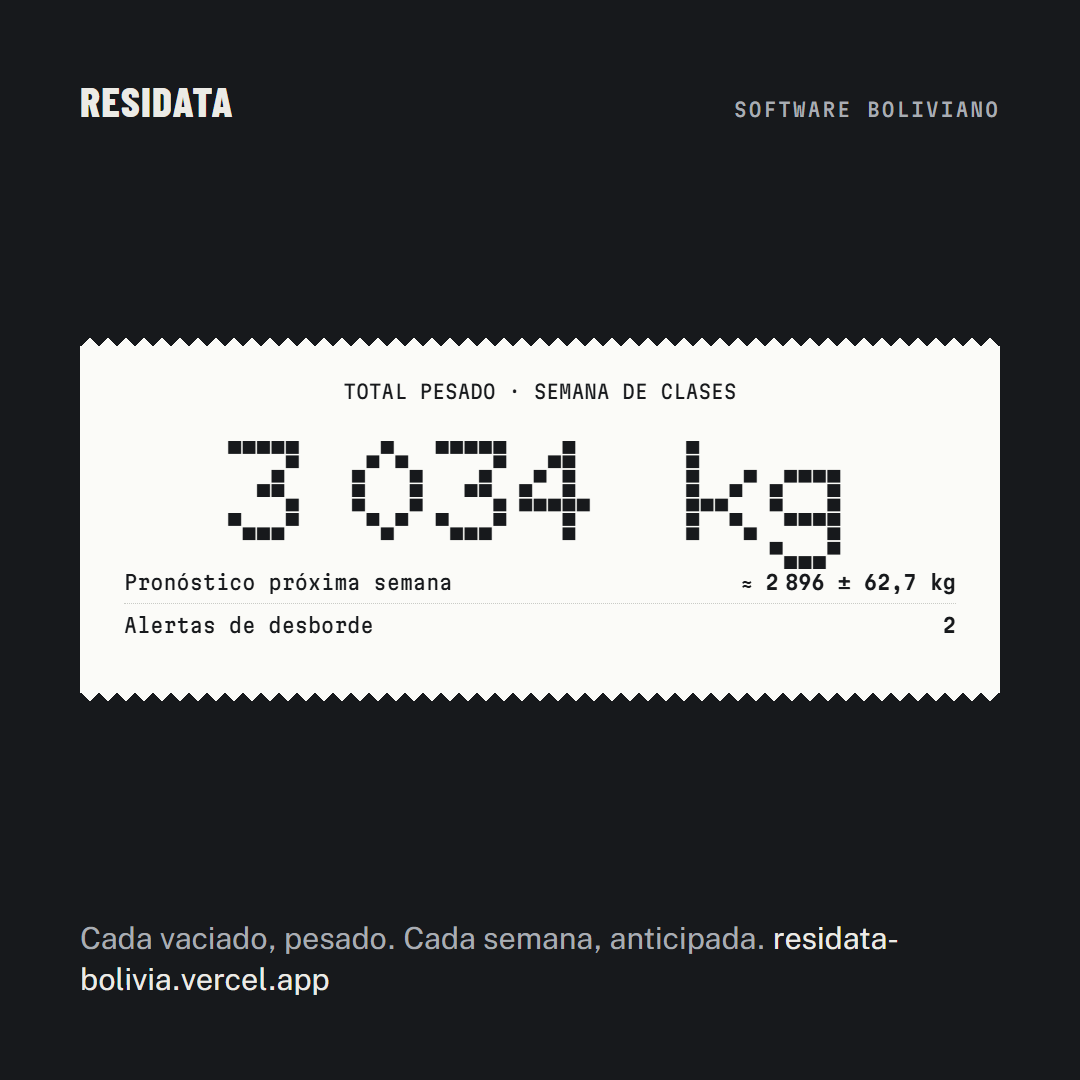 RESIDATA
SOFTWARE BOLIVIANO
TOTAL PESADO · SEMANA DE CLASES
3 034 kg
Pronóstico próxima semana ≈ 2 896 ± 62,7 kg
Alertas de desborde 2
Cada vaciado, pesado. Cada semana, anticipada. residata-
bolivia.vercel.app